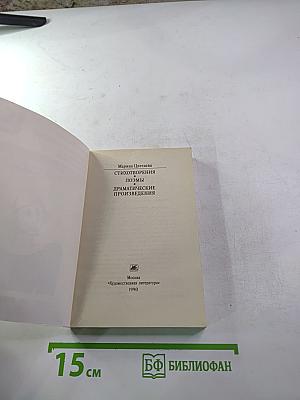 Марина Цветаева
СТИХОТВОРЕНИЯ
ПОЭМЫ
ДРАМАТИЧЕСКИЕ
ПРОИЗВЕДЕНИЯ
Москва
«Художественная литература»
1990
15 СМ
БФ БИБЛИОФАН